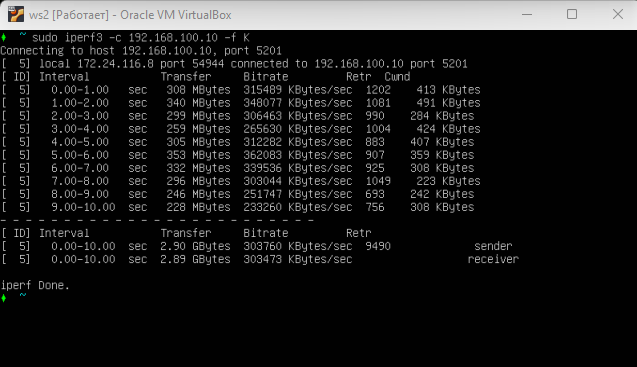 ws2 [Работает] - Oracle VM VirtualBox
~ sudo iperf3 -c 192.168.100.10 -f K
Connecting to host 192.168.100.10, port 5201
[  5] local 172.24.116.8 port 54944 connected to 192.168.100.10 port 5201
[ ID] Interval           Transfer     Bitrate         Retr  Cwnd
[  5]   0.00-1.00   sec   308 MBytes  315489 KBytes/sec  1202    413 KBytes
[  5]   1.00-2.00   sec   340 MBytes  348077 KBytes/sec  1081    491 KBytes
[  5]   2.00-3.00   sec   299 MBytes  306463 KBytes/sec  990    284 KBytes
[  5]   3.00-4.00   sec   259 MBytes  265630 KBytes/sec  1004    424 KBytes
[  5]   4.00-5.00   sec   305 MBytes  312282 KBytes/sec  883    407 KBytes
[  5]   5.00-6.00   sec   353 MBytes  362083 KBytes/sec  907    359 KBytes
[  5]   6.00-7.00   sec   332 MBytes  339536 KBytes/sec  925    308 KBytes
[  5]   7.00-8.00   sec   296 MBytes  303044 KBytes/sec  1049    223 KBytes
[  5]   8.00-9.00   sec   246 MBytes  251747 KBytes/sec  693    242 KBytes
[  5]   9.00-10.00  sec   228 MBytes  233260 KBytes/sec  756    308 KBytes
- - - - - - - - - - - - - - - - - - - - - - - - -
[ ID] Interval           Transfer     Bitrate         Retr
[  5]   0.00-10.00  sec  2.90 GBytes  303760 KBytes/sec  9490             sender
[  5]   0.00-10.00  sec  2.89 GBytes  303473 KBytes/sec                  receiver
iperf Done.
~